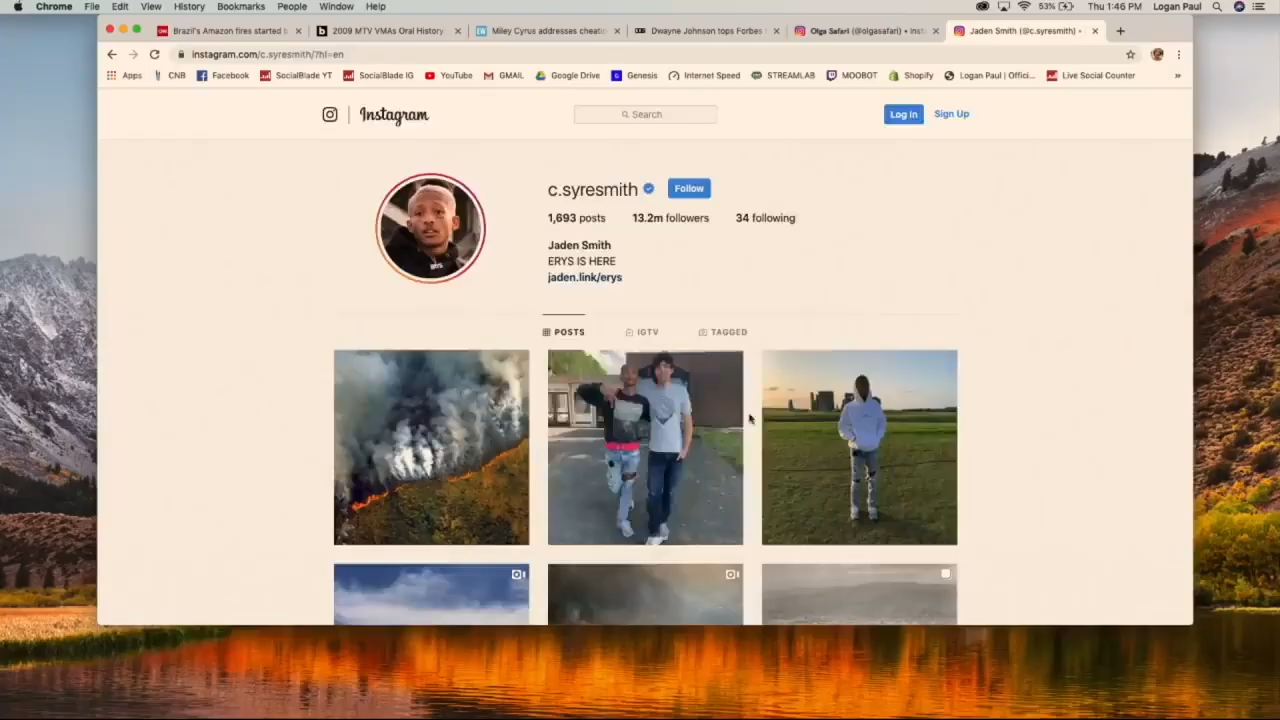 Chrome File Edit View History Bookmarks People Window Help 53% Thu 1:46 PM Logan Paul
Brazil's Amazon fires started b × 2009 MTV VMAs Oral History × Miley Cyrus addresses cheatin × Dwayne Johnson tops Forbes × Olga Safari (@olgasafari) • Inst × Jaden Smith (@c.syresmith) • ×
instagram.com/c.syresmith/?hl=en
Apps CNB Facebook SocialBlade YT SocialBlade IG YouTube GMAIL Google Drive Genesis Internet Speed STREAMLAB MOOBOT Shopify Logan Paul | Offici... Live Social Counter »
Instagram Search Log In Sign Up
c.syresmith Follow
1,693 posts 13.2m followers 34 following
Jaden Smith
ERYS IS HERE
jaden.link/erys
POSTS IGTV TAGGED